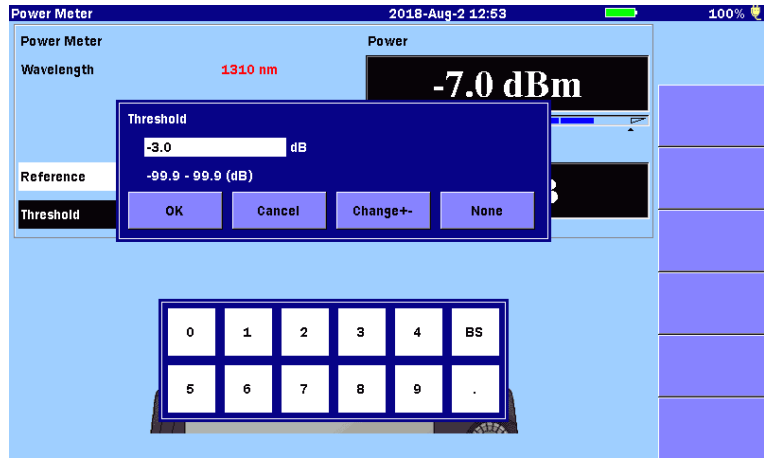 Power Meter 2018-Aug-2 12:53 100%
Power Meter
Power
Wavelength 1310 nm
-7.0 dBm
Threshold
-3.0 dB
-99.9 - 99.9 (dB)
Reference
Threshold
OK Cancel Change+- None
0 1 2 3 4 BS
5 6 7 8 9 .